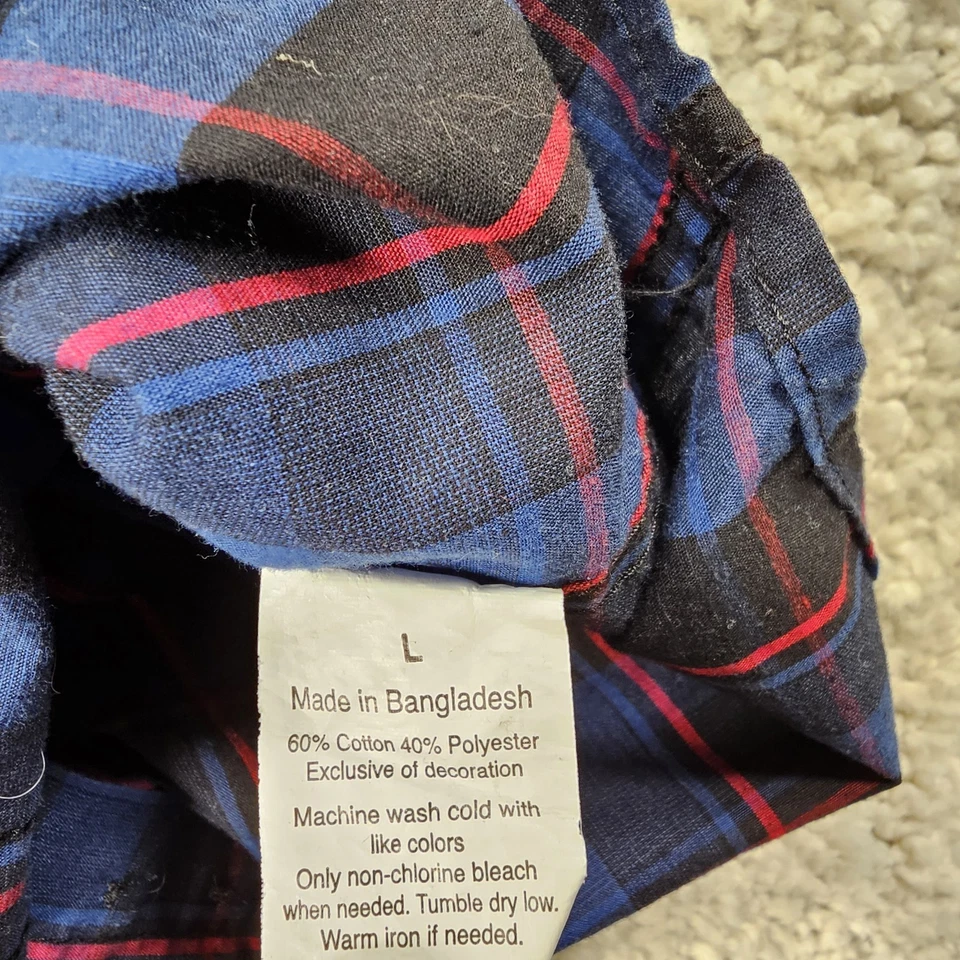 L
Made in Bangladesh
60% Cotton 40% Polyester
Exclusive of decoration
Machine wash cold with
like colors
Only non-chlorine bleach
when needed. Tumble dry low.
Warm iron if needed.